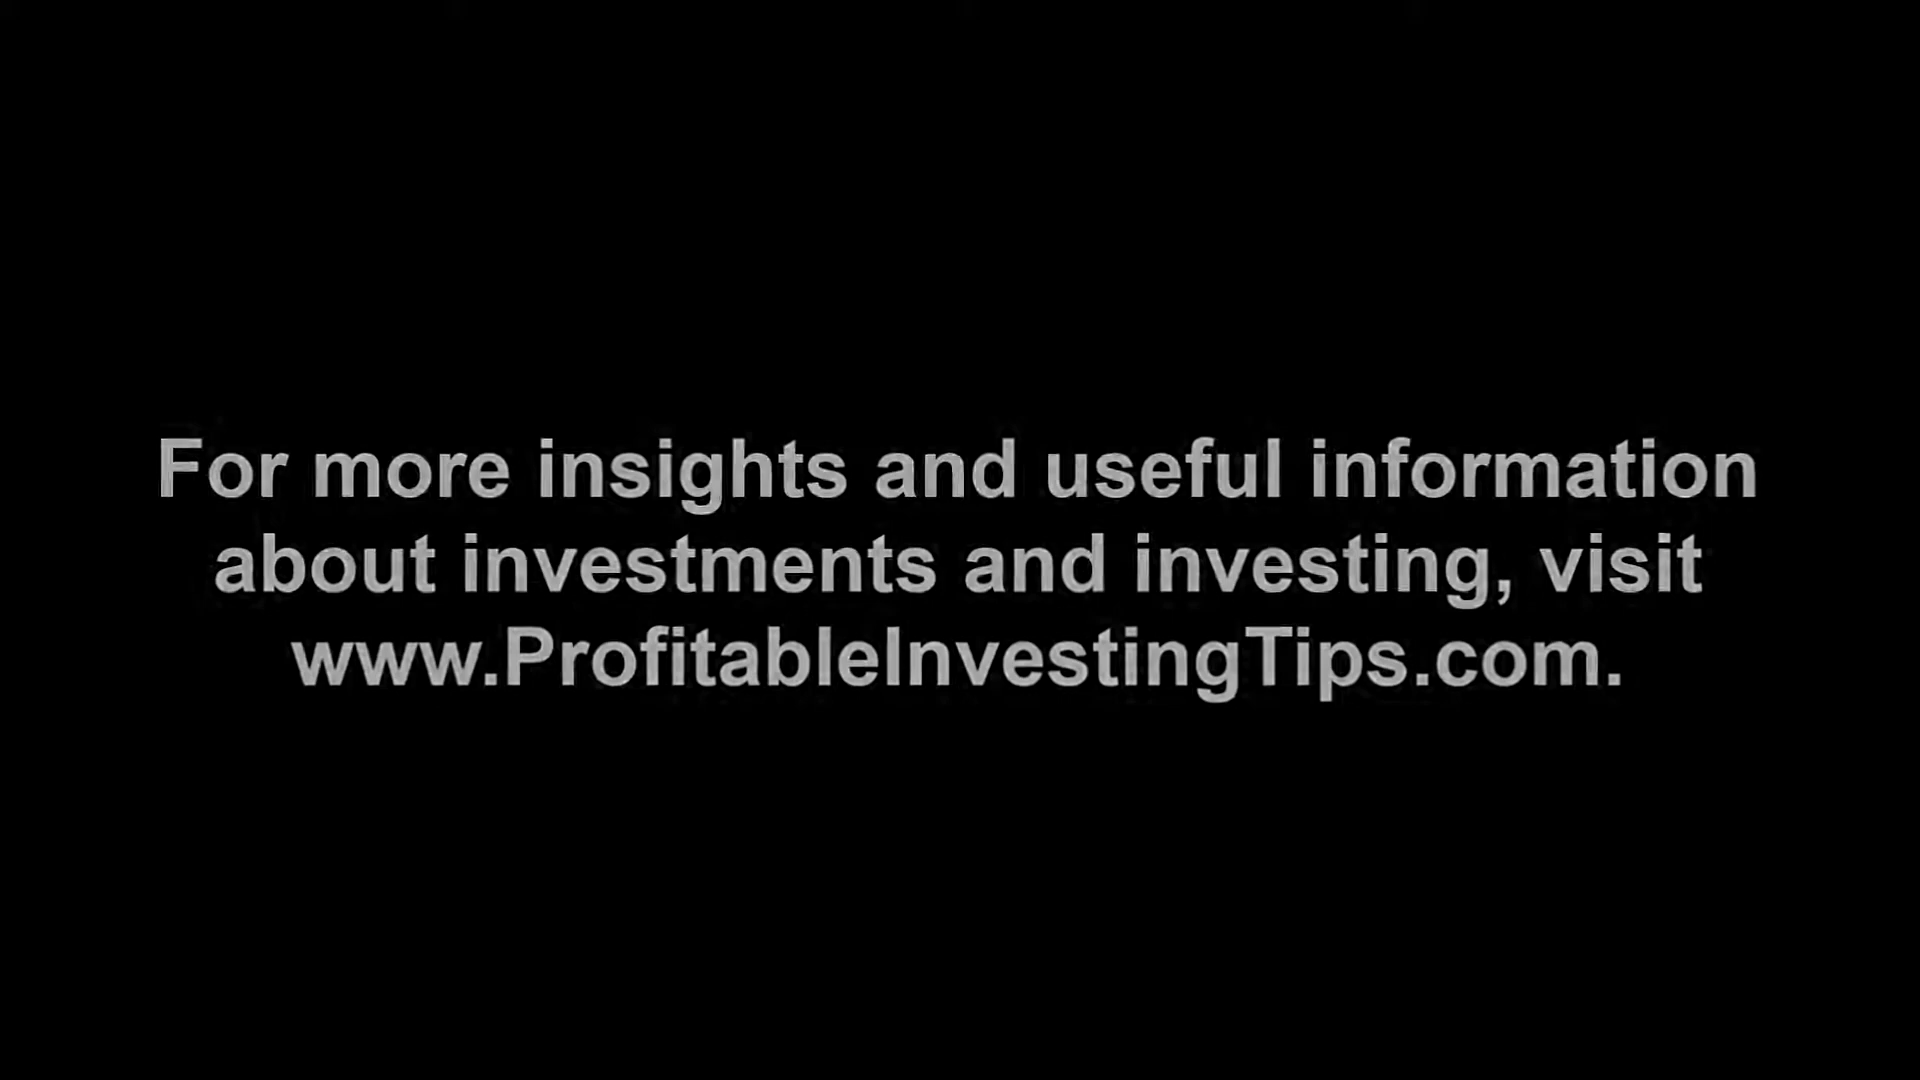 For more insights and useful information
about investments and investing, visit
www.ProfitableInvestingTips.com.